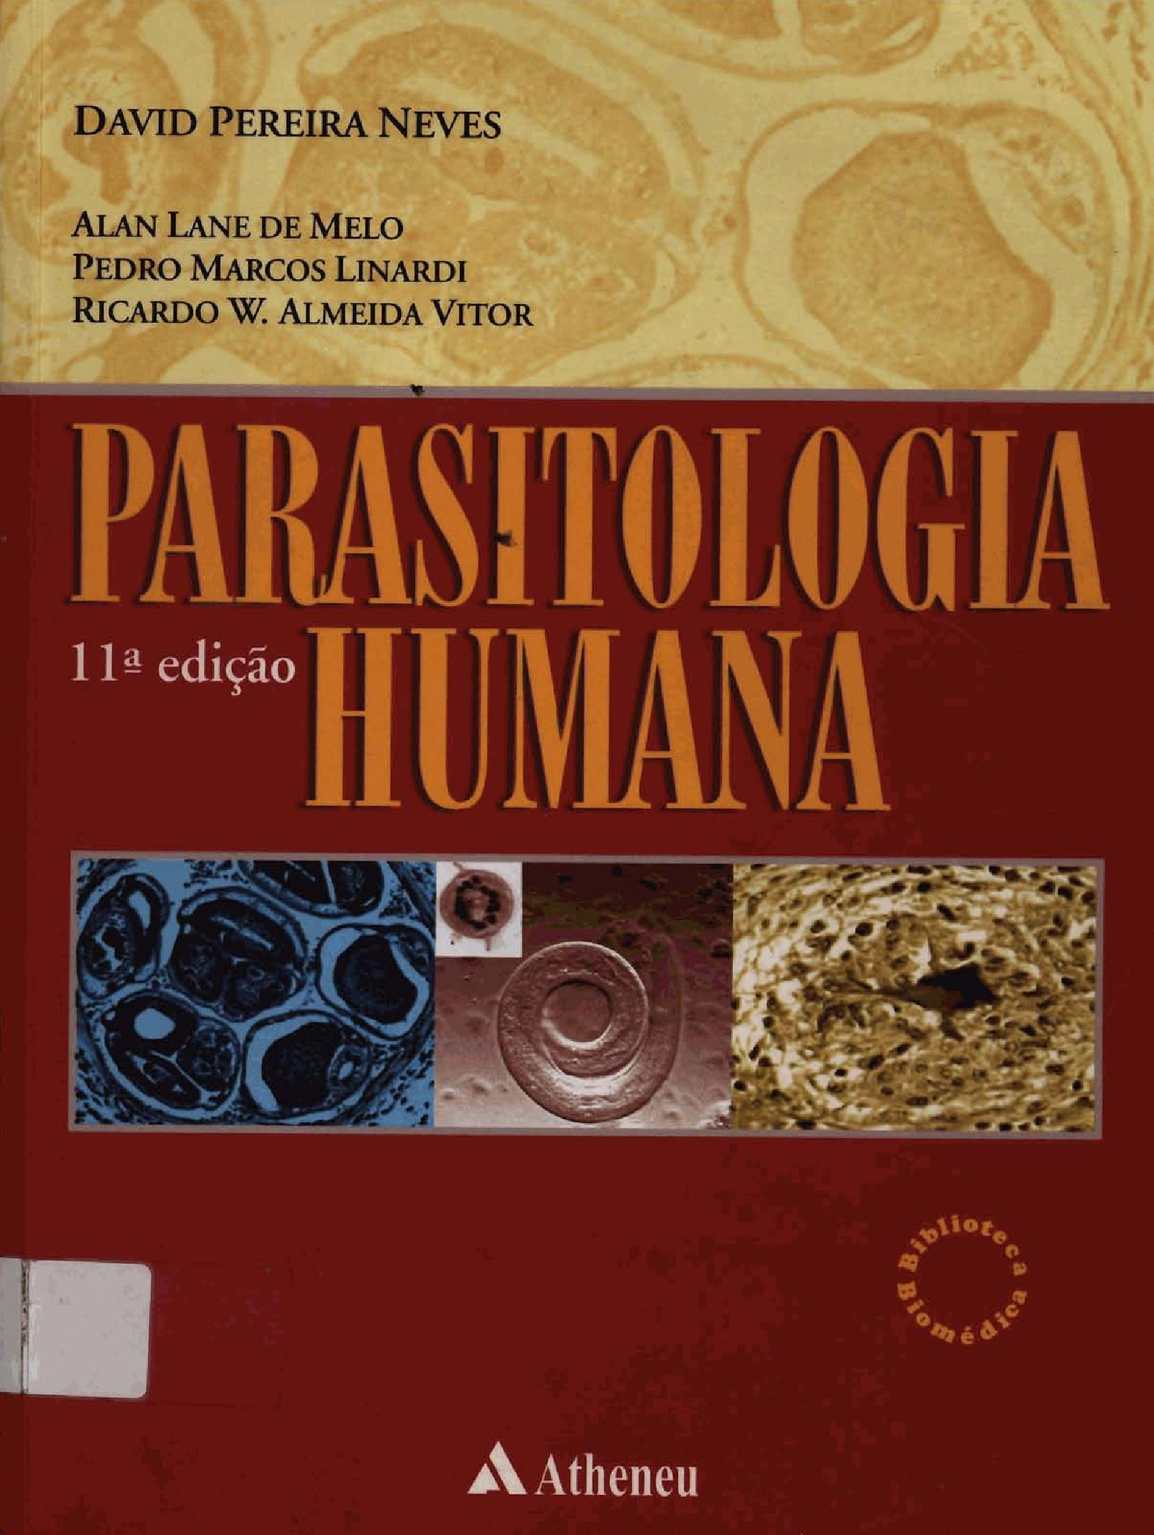 DAVID PEREIRA NEVES
ALAN LANE DE MELO
PEDRO MARCOS LINARDI
RICARDO W. ALMEIDA VITOR
PARASITOLOGIA
11ª edição HUMANA
Biblioteca Biomédica
Atheneu